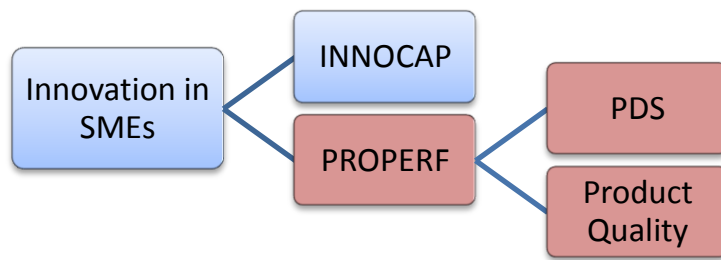 Innovation in
SMEs
INNOCAP
PROPERF
PDS
Product
Quality